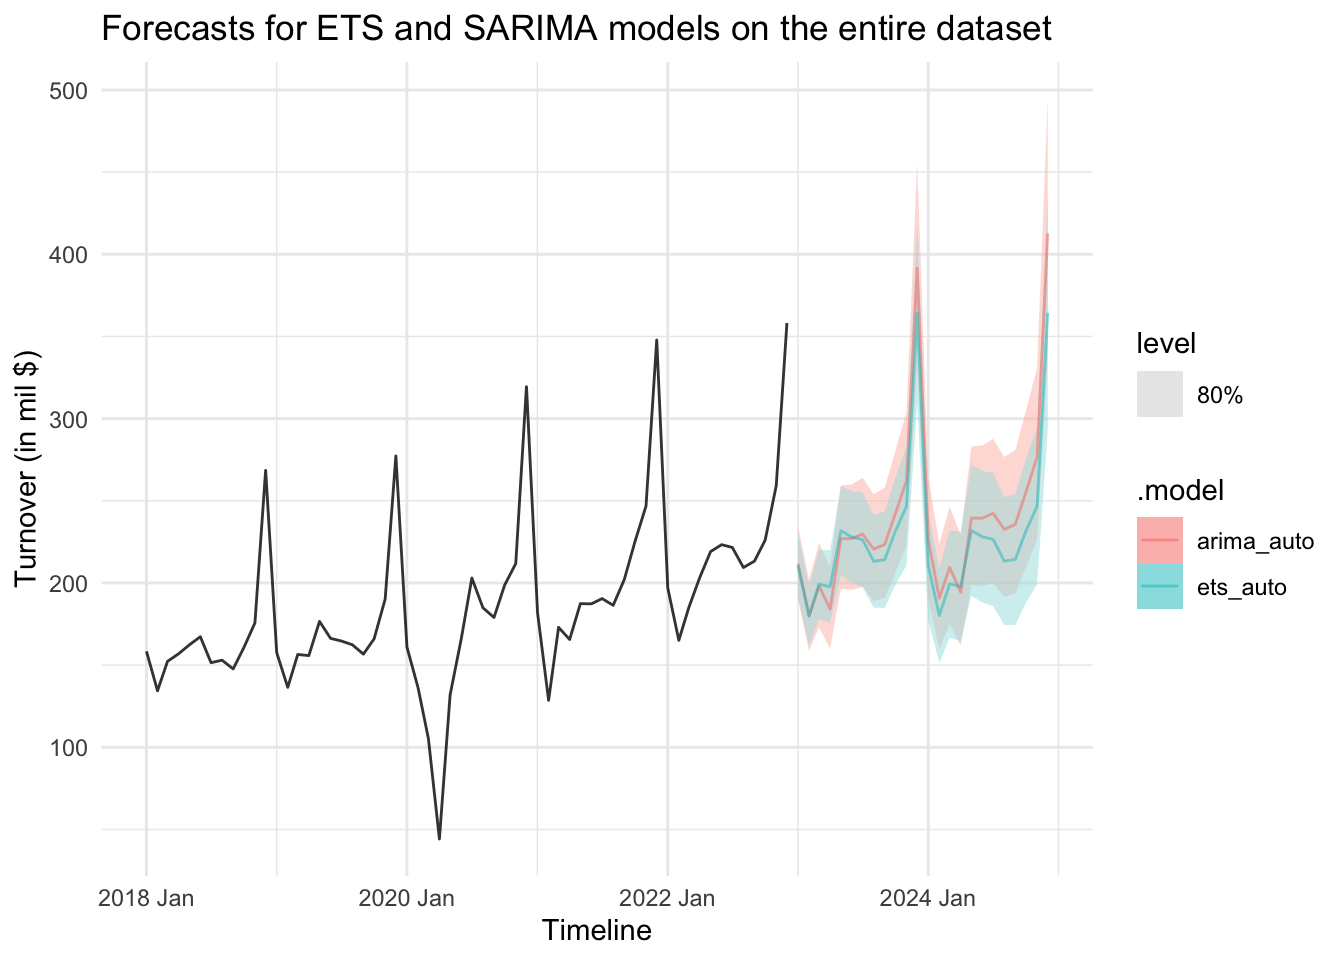 Forecasts for ETS and SARIMA models on the entire dataset
500
400
300
200
100
Turnover (in mil $)
2018 Jan
2020 Jan
2022 Jan
2024 Jan
Timeline
level
80%
.model
arima_auto
ets_auto